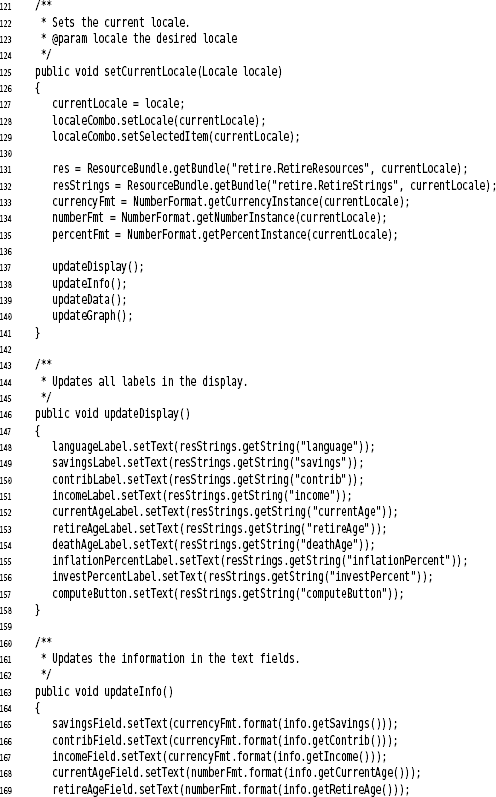 121 /**
122 * Sets the current locale.
123 * @param locale the desired locale
124 */
125 public void setCurrentLocale(Locale locale)
126 {
127 currentLocale = locale;
128 localeCombo.setLocale(currentLocale);
129 localeCombo.setSelectedItem(currentLocale);
130
131 res = ResourceBundle.getBundle("retire.RetireResources", currentLocale);
132 resStrings = ResourceBundle.getBundle("retire.RetireStrings", currentLocale);
133 currencyFmt = NumberFormat.getCurrencyInstance(currentLocale);
134 numberFmt = NumberFormat.getNumberInstance(currentLocale);
135 percentFmt = NumberFormat.getPercentInstance(currentLocale);
136
137 updateDisplay();
138 updateInfo();
139 updateData();
140 updateGraph();
141 }
142
143 /**
144 * Updates all labels in the display.
145 */
146 public void updateDisplay()
147 {
148 languageLabel.setText(resStrings.getString("language"));
149 savingsLabel.setText(resStrings.getString("savings"));
150 contribLabel.setText(resStrings.getString("contrib"));
151 incomeLabel.setText(resStrings.getString("income"));
152 currentAgeLabel.setText(resStrings.getString("currentAge"));
153 retireAgeLabel.setText(resStrings.getString("retireAge"));
154 deathAgeLabel.setText(resStrings.getString("deathAge"));
155 inflationPercentLabel.setText(resStrings.getString("inflationPercent"));
156 investPercentLabel.setText(resStrings.getString("investPercent"));
157 computeButton.setText(resStrings.getString("computeButton"));
158 }
159
160 /**
161 * Updates the information in the text fields.
162 */
163 public void updateInfo()
164 {
165 savingsField.setText(currencyFmt.format(info.getSavings()));
166 contribField.setText(currencyFmt.format(info.getContrib()));
167 incomeField.setText(currencyFmt.format(info.getIncome()));
168 currentAgeField.setText(numberFmt.format(info.getCurrentAge()));
169 retireAgeField.setText(numberFmt.format(info.getRetireAge()));